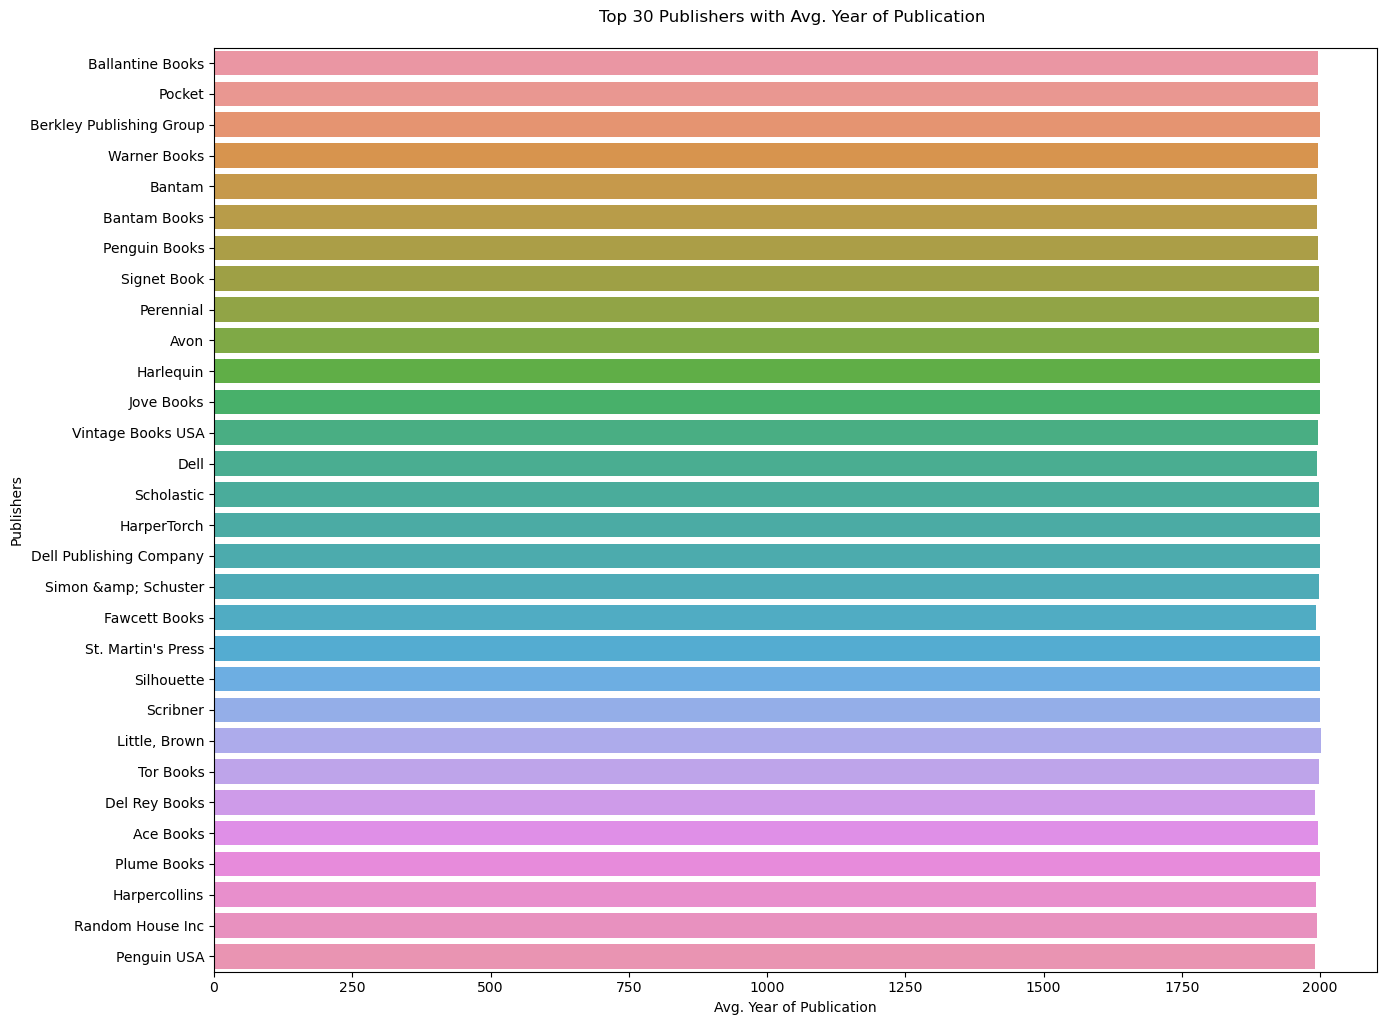 Top 30 Publishers with Avg. Year of Publication
Publishers
Ballantine Books
Pocket
Berkley Publishing Group
Warner Books
Bantam
Bantam Books
Penguin Books
Signet Book
Perennial
Avon
Harlequin
Jove Books
Vintage Books USA
Dell
Scholastic
HarperTorch
Dell Publishing Company
Simon &amp; Schuster
Fawcett Books
St. Martin's Press
Silhouette
Scribner
Little, Brown
Tor Books
Del Rey Books
Ace Books
Plume Books
Harpercollins
Random House Inc
Penguin USA
0 250 500 750 1000 1250 1500 1750 2000
Avg. Year of Publication